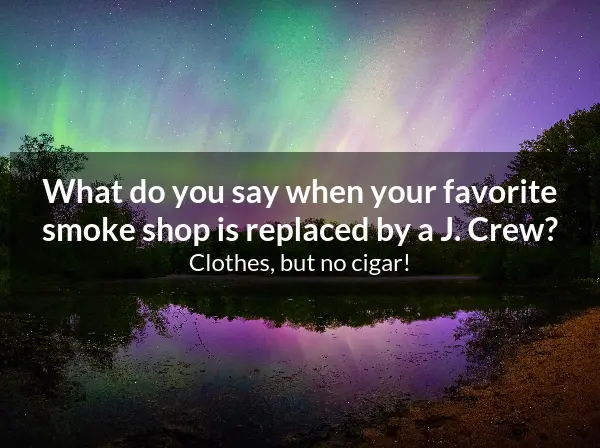 What do you say when your favorite
smoke shop is replaced by a J. Crew?
Clothes, but no cigar!